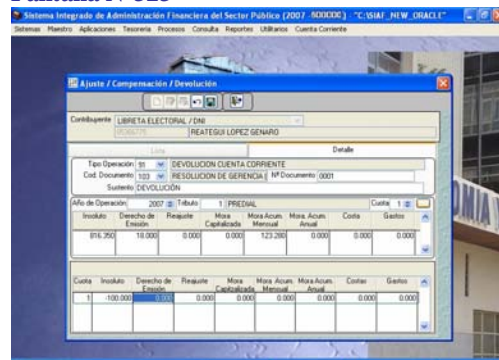 Sistema Integrado de Administración Financiera del Sector Público (2007 -500000) - "C:\SIAF_NEW_ORACLE"
Sistemas Maestro Aplicaciones Tesorería Procesos Consulta Reportes Utilitarios Cuenta Corriente
Ajuste / Compensación / Devolución
Contribuyente LIBRETA ELECTORAL / DNI
REATEGUI LOPEZ GENARO
Lista Detalle
Tipo Operación 91 DEVOLUCION CUENTA CORRIENTE
Cod. Documento 103 RESOLUCION DE GERENCIA Nº Documento 0001
Sustento DEVOLUCIÓN
Año de Operación 2007 Tributo 1 PREDIAL Cuota 1
Insoluto Derecho de Emisión Reajuste Mora Capitalizada Mora Acum. Mensual Mora Acum. Anual Costa Gastos
816.350 18.000 0.000 0.000 123.280 0.000 0.000 0.000
Cuota Insoluto Derecho de Emisión Reajuste Mora Capitalizada Mora Acum. Mensual Mora Acum. Anual Costas Gastos
1 -100.000 0.000 0.000 0.000 0.000 0.000 0.000 0.000